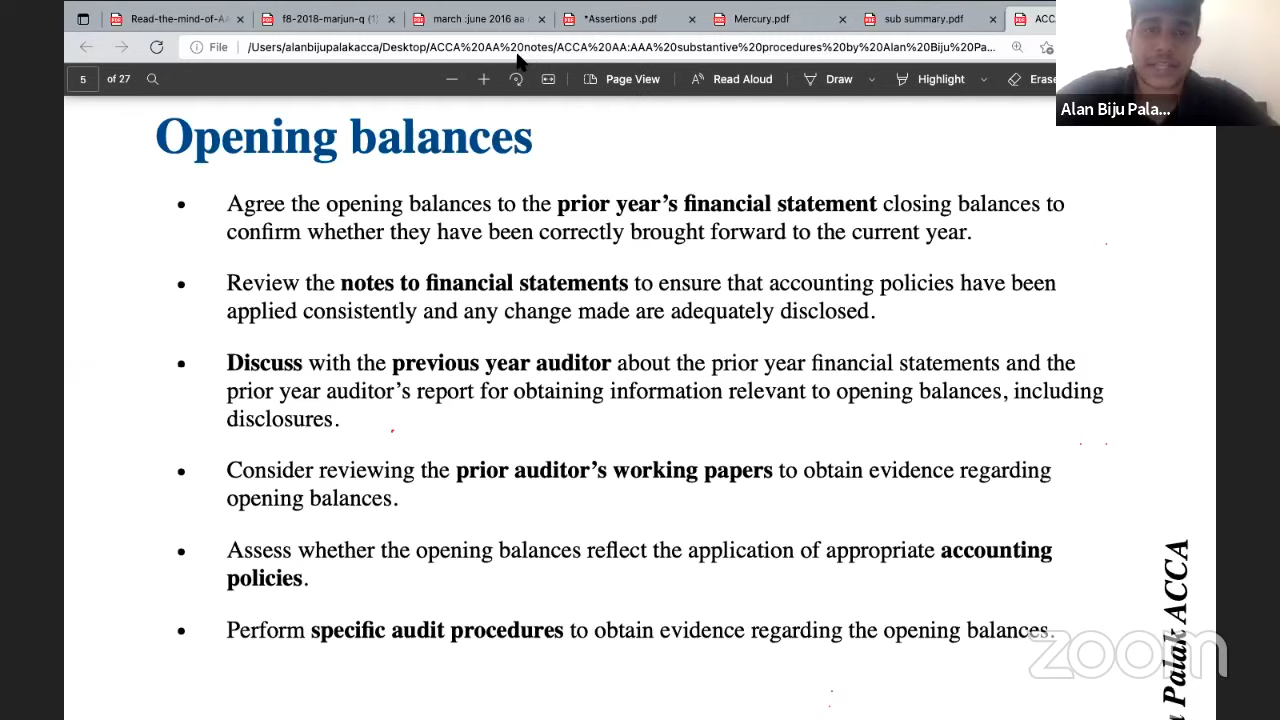 Read-the-mind-of-AA
f8-2018-marjun-q (1)
march :june 2016 aa
*Assertions .pdf
Mercury.pdf
sub summary.pdf
ACC
File
/Users/alanbijupalakacca/Desktop/ACCA%20AA%20notes/ACCA%20AA:AAA%20substantive%20procedures%20by%20Alan%20Biju%20Pa...
5 of 27
Page View
Read Aloud
Draw
Highlight
Erase
Alan Biju Pala...
Opening balances
• Agree the opening balances to the prior year’s financial statement closing balances to
confirm whether they have been correctly brought forward to the current year.
• Review the notes to financial statements to ensure that accounting policies have been
applied consistently and any change made are adequately disclosed.
• Discuss with the previous year auditor about the prior year financial statements and the
prior year auditor’s report for obtaining information relevant to opening balances, including
disclosures.
• Consider reviewing the prior auditor’s working papers to obtain evidence regarding
opening balances.
• Assess whether the opening balances reflect the application of appropriate accounting
policies.
• Perform specific audit procedures to obtain evidence regarding the opening balances.
Palak ACCA
zoom